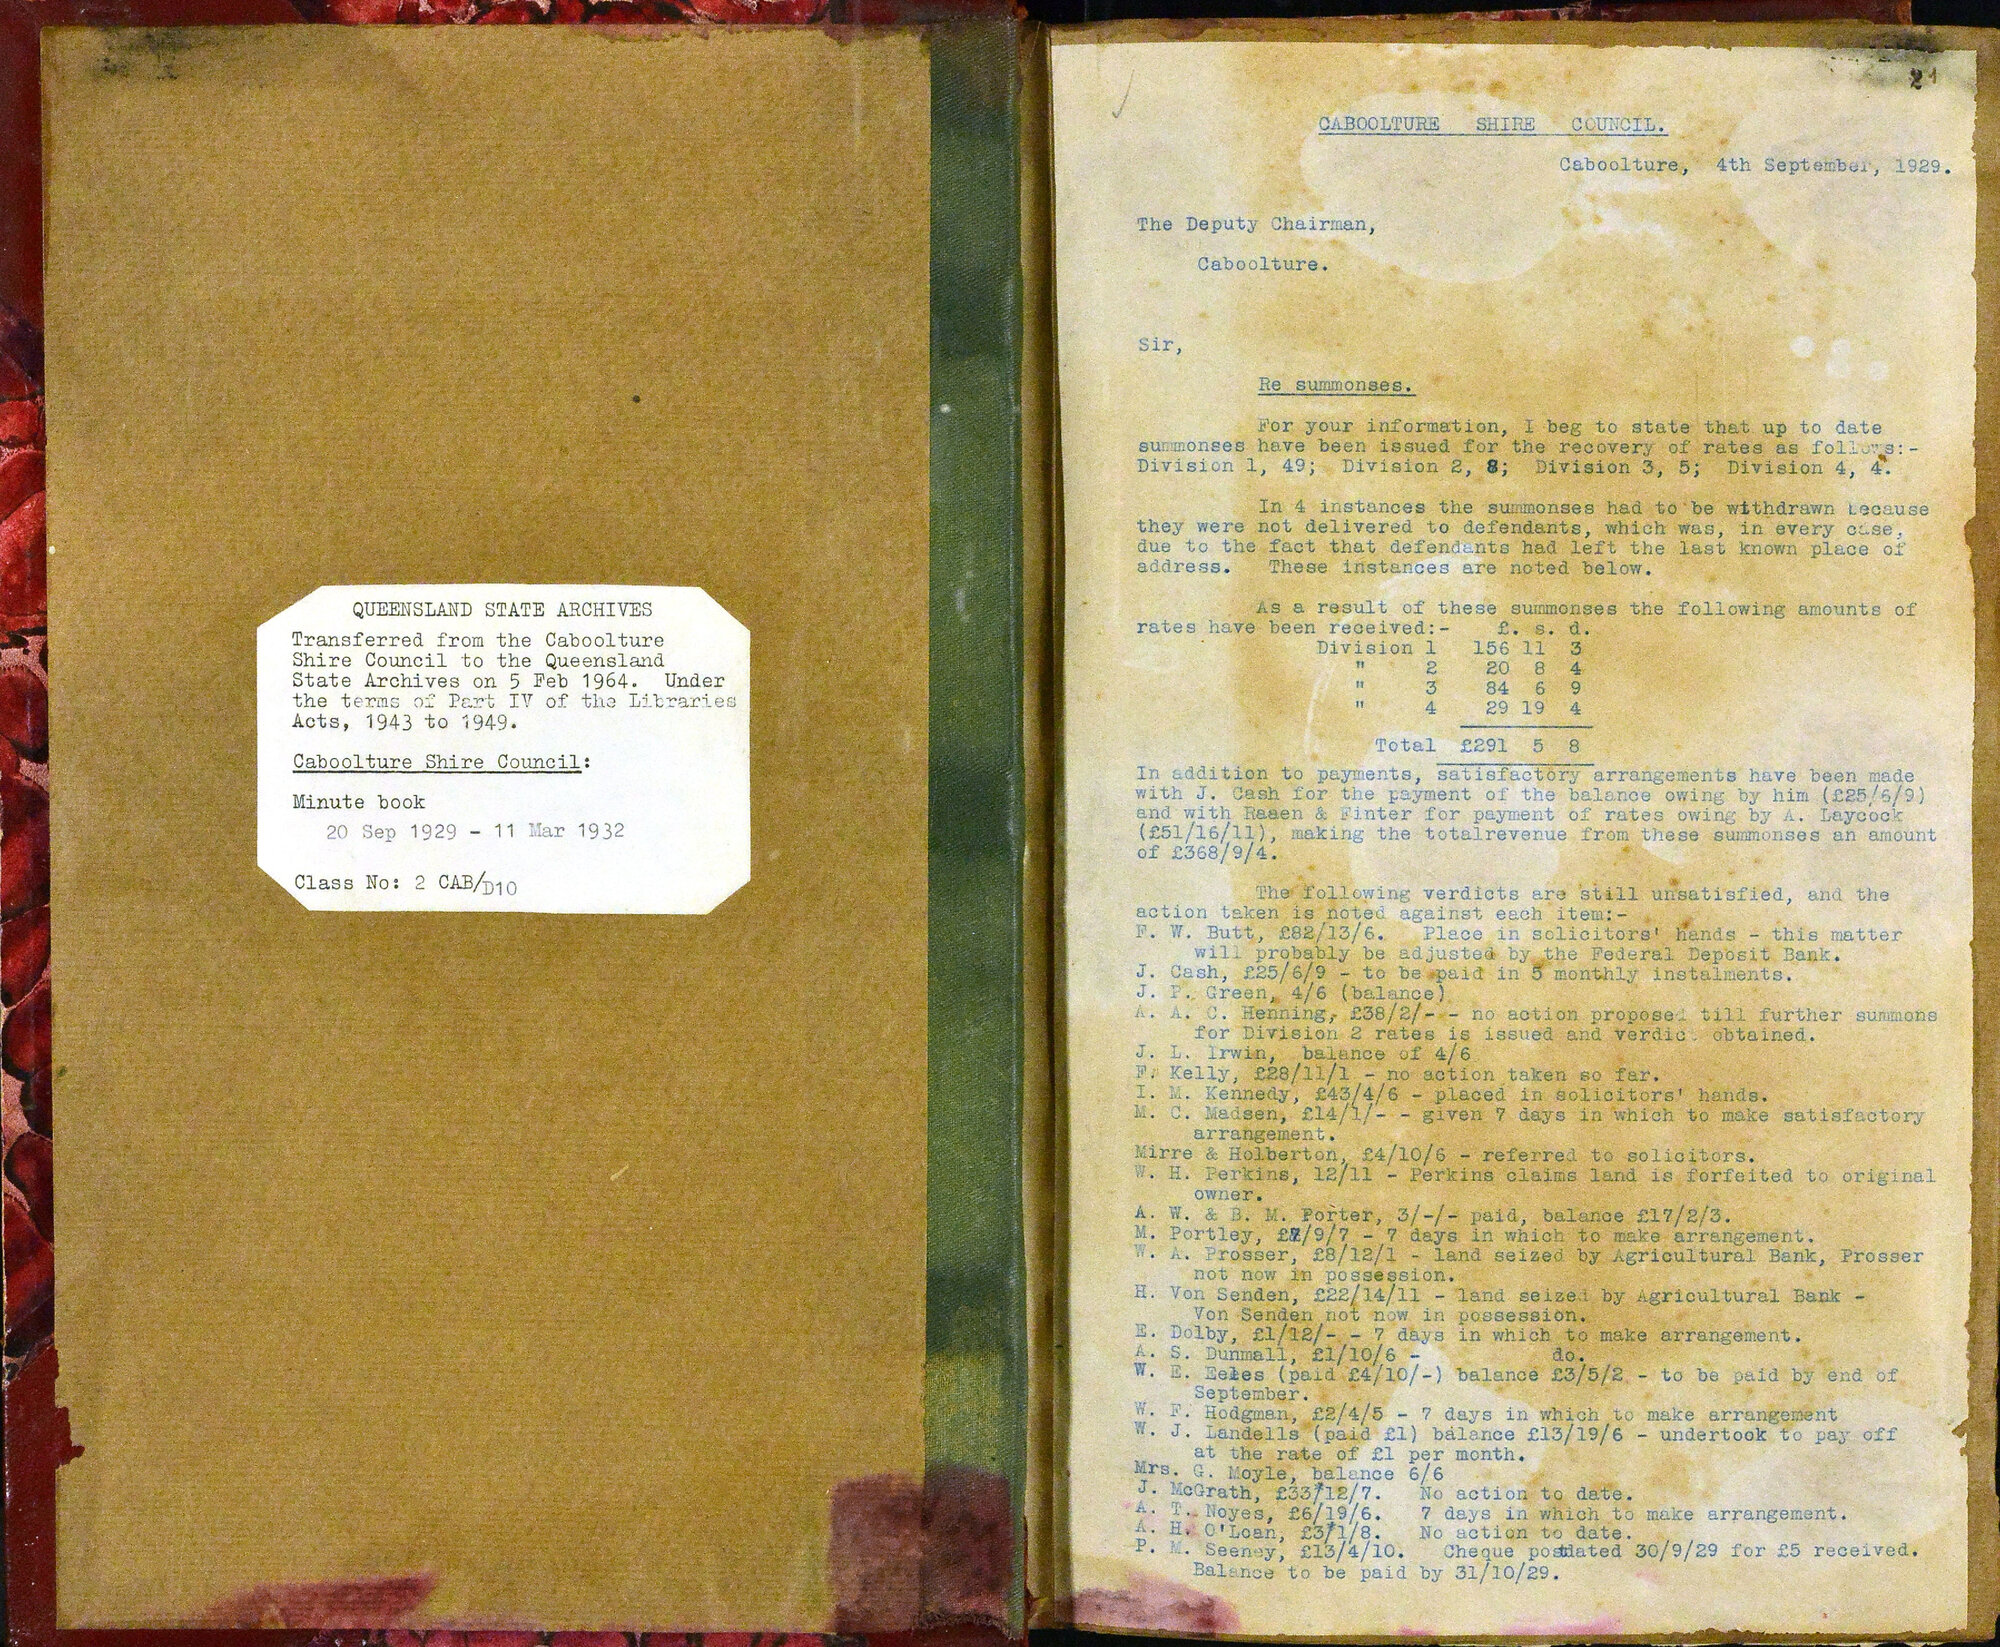 QUEENSLAND STATE ARCHIVES
Transferred from the Caboolture
Shire Council to the Queensland
State Archives on 5 Feb 1964. Under
the terms of Part IV of the Libraries
Acts, 1943 to 1949.
Caboolture Shire Council:
Minute book
20 Sep 1929 - 11 Mar 1932
Class No: 2 CAB/D10
21
CABOOLTURE SHIRE COUNCIL.
Caboolture, 4th September, 1929.
The Deputy Chairman,
Caboolture.
Sir,
Re summonses.
For your information, I beg to state that up to date
summonses have been issued for the recovery of rates as follows:-
Division 1, 49; Division 2, 8; Division 3, 5; Division 4, 4.
In 4 instances the summonses had to be withdrawn because
they were not delivered to defendants, which was, in every case,
due to the fact that defendants had left the last known place of
address. These instances are noted below.
As a result of these summonses the following amounts of
rates have been received:- £. s. d.
Division 1 156 11 3
" 2 20 8 4
" 3 84 6 9
" 4 29 19 4
Total £291 5 8
In addition to payments, satisfactory arrangements have been made
with J. Cash for the payment of the balance owing by him (£25/6/9)
and with Raaen & Finter for payment of rates owing by A. Laycock
(£51/16/11), making the totalrevenue from these summonses an amount
of £368/9/4.
The following verdicts are still unsatisfied, and the
action taken is noted against each item:-
F. W. Butt, £82/13/6. Place in solicitors' hands - this matter
will probably be adjusted by the Federal Deposit Bank.
J. Cash, £25/6/9 - to be paid in 5 monthly instalments.
J. P. Green, 4/6 (balance)
A. A. C. Henning, £38/2/- - no action proposed till further summons
for Division 2 rates is issued and verdict obtained.
J. L. Irwin, balance of 4/6
F. Kelly, £28/11/1 - no action taken so far.
I. M. Kennedy, £43/4/6 - placed in solicitors' hands.
M. C. Madsen, £14/1/- - given 7 days in which to make satisfactory
arrangement.
Mirre & Holberton, £4/10/6 - referred to solicitors.
W. H. Perkins, 12/11 - Perkins claims land is forfeited to original
owner.
A. W. & B. M. Porter, 3/-/- paid, balance £17/2/3.
M. Portley, £7/9/7 - 7 days in which to make arrangement.
W. A. Prosser, £8/12/1 - land seized by Agricultural Bank, Prosser
not now in possession.
H. Von Senden, £22/14/11 - land seized by Agricultural Bank -
Von Senden not now in possession.
E. Dolby, £1/12/- - 7 days in which to make arrangement.
A. S. Dunmall, £1/10/6 - do.
W. E. Eeles (paid £4/10/-) balance £3/5/2 - to be paid by end of
September.
W. F. Hodgman, £2/4/5 - 7 days in which to make arrangement
W. J. Landells (paid £1) balance £13/19/6 - undertook to pay off
at the rate of £1 per month.
Mrs. G. Moyle, balance 6/6
J. McGrath, £33/12/7. No action to date.
A. T. Noyes, £6/19/6. 7 days in which to make arrangement.
A. H. O'Loan, £3/1/8. No action to date.
P. M. Seeney, £13/4/10. Cheque postdated 30/9/29 for £5 received.
Balance to be paid by 31/10/29.